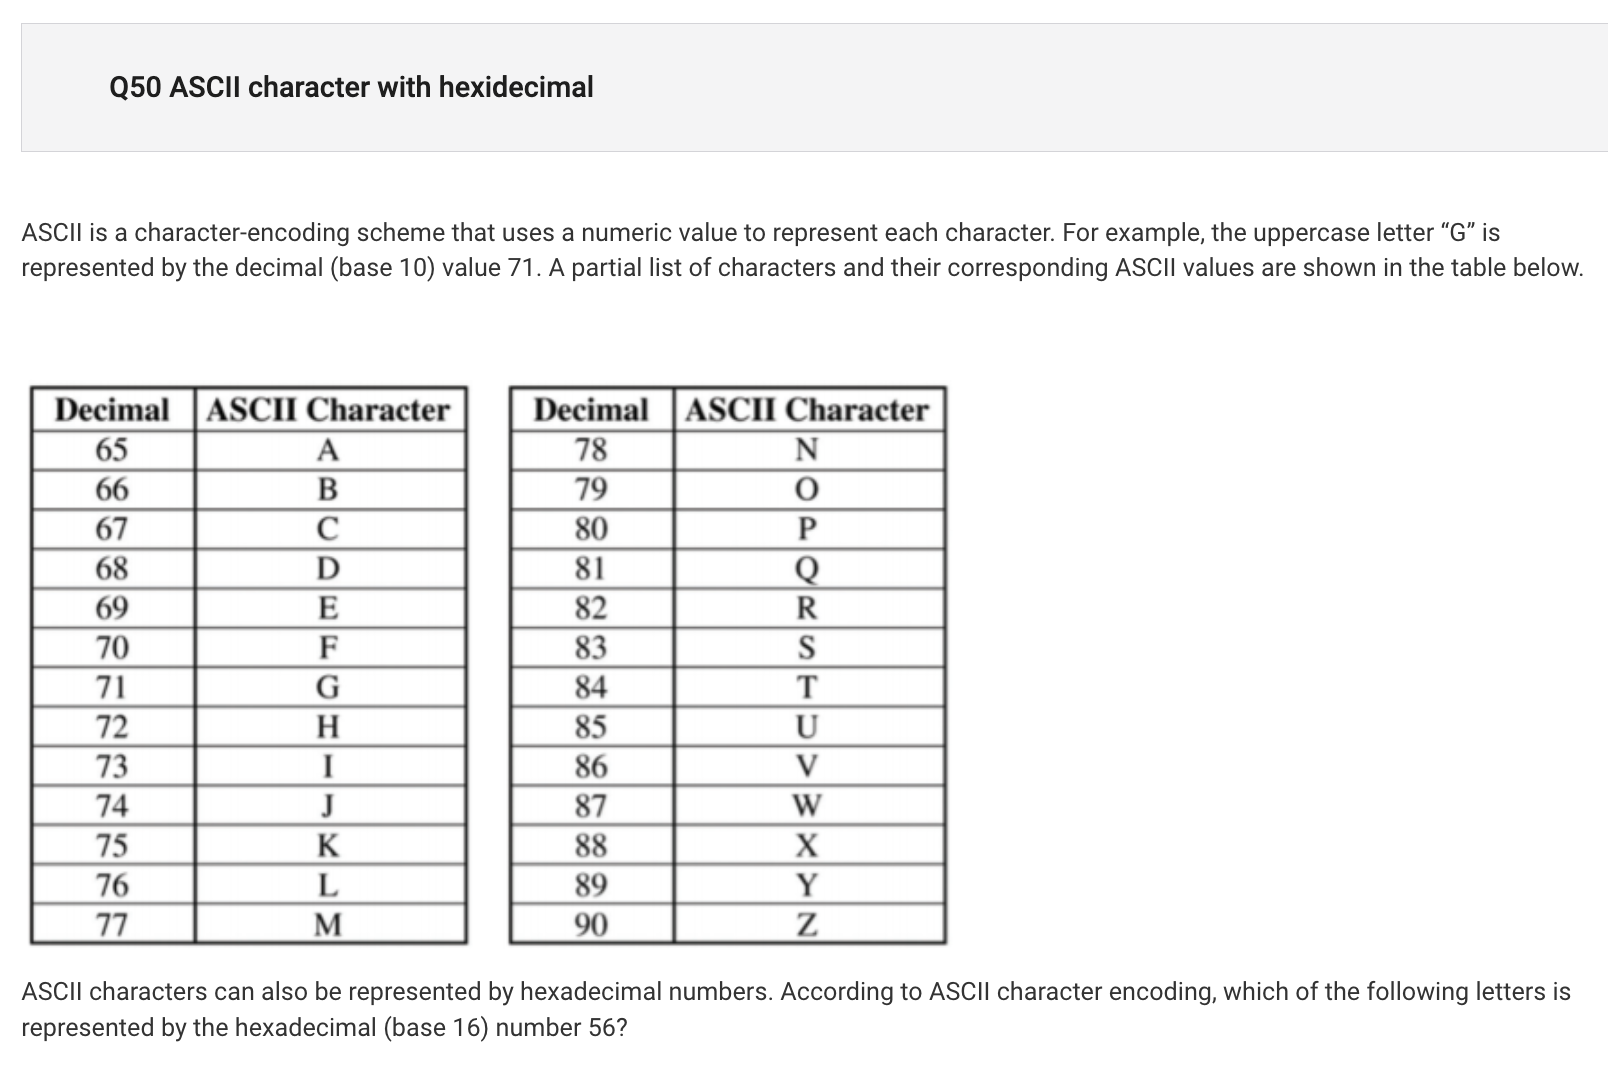 Q50 ASCII character with hexidecimal
ASCII is a character-encoding scheme that uses a numeric value to represent each character. For example, the uppercase letter “G” is
represented by the decimal (base 10) value 71. A partial list of characters and their corresponding ASCII values are shown in the table below.
Decimal ASCII Character Decimal ASCII Character
65 A 78 N
66 B 79 O
67 C 80 P
68 D 81 Q
69 E 82 R
70 F 83 S
71 G 84 T
72 H 85 U
73 I 86 V
74 J 87 W
75 K 88 X
76 L 89 Y
77 M 90 Z
ASCII characters can also be represented by hexadecimal numbers. According to ASCII character encoding, which of the following letters is
represented by the hexadecimal (base 16) number 56?